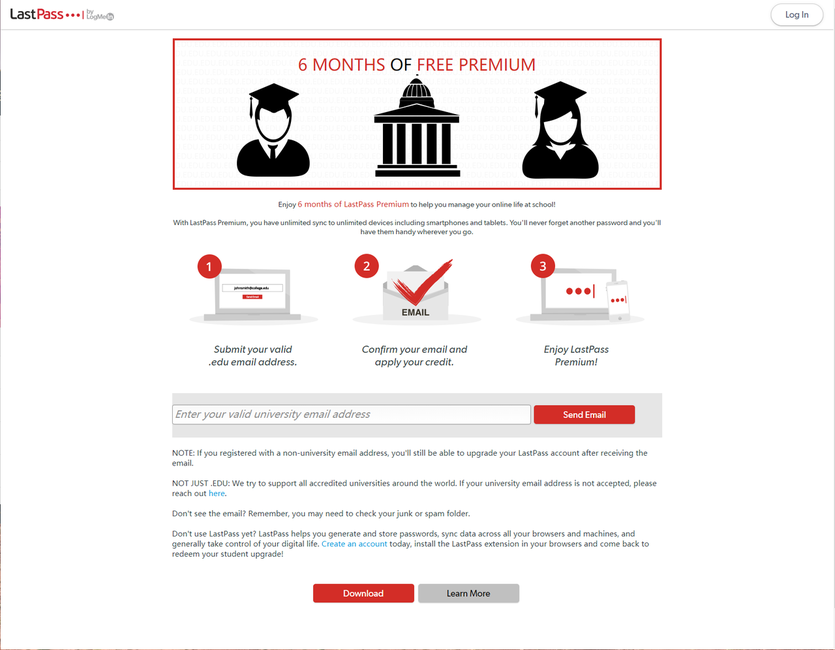 LastPass •••| by LogMe in
Log In
6 MONTHS OF FREE PREMIUM
Enjoy 6 months of LastPass Premium to help you manage your online life at school!
With LastPass Premium, you have unlimited sync to unlimited devices including smartphones and tablets. You'll never forget another password and you'll
have them handy wherever you go.
1
2
3
johnsmith@college.edu
EMAIL
Submit your valid
.edu email address.
Confirm your email and
apply your credit.
Enjoy LastPass
Premium!
Enter your valid university email address
Send Email
NOTE: If you registered with a non-university email address, you'll still be able to upgrade your LastPass account after receiving the
email.
NOT JUST .EDU: We try to support all accredited universities around the world. If your university email address is not accepted, please
reach out here.
Don't see the email? Remember, you may need to check your junk or spam folder.
Don't use LastPass yet? LastPass helps you generate and store passwords, sync data across all your browsers and machines, and
generally take control of your digital life. Create an account today, install the LastPass extension in your browsers and come back to
redeem your student upgrade!
Download
Learn More